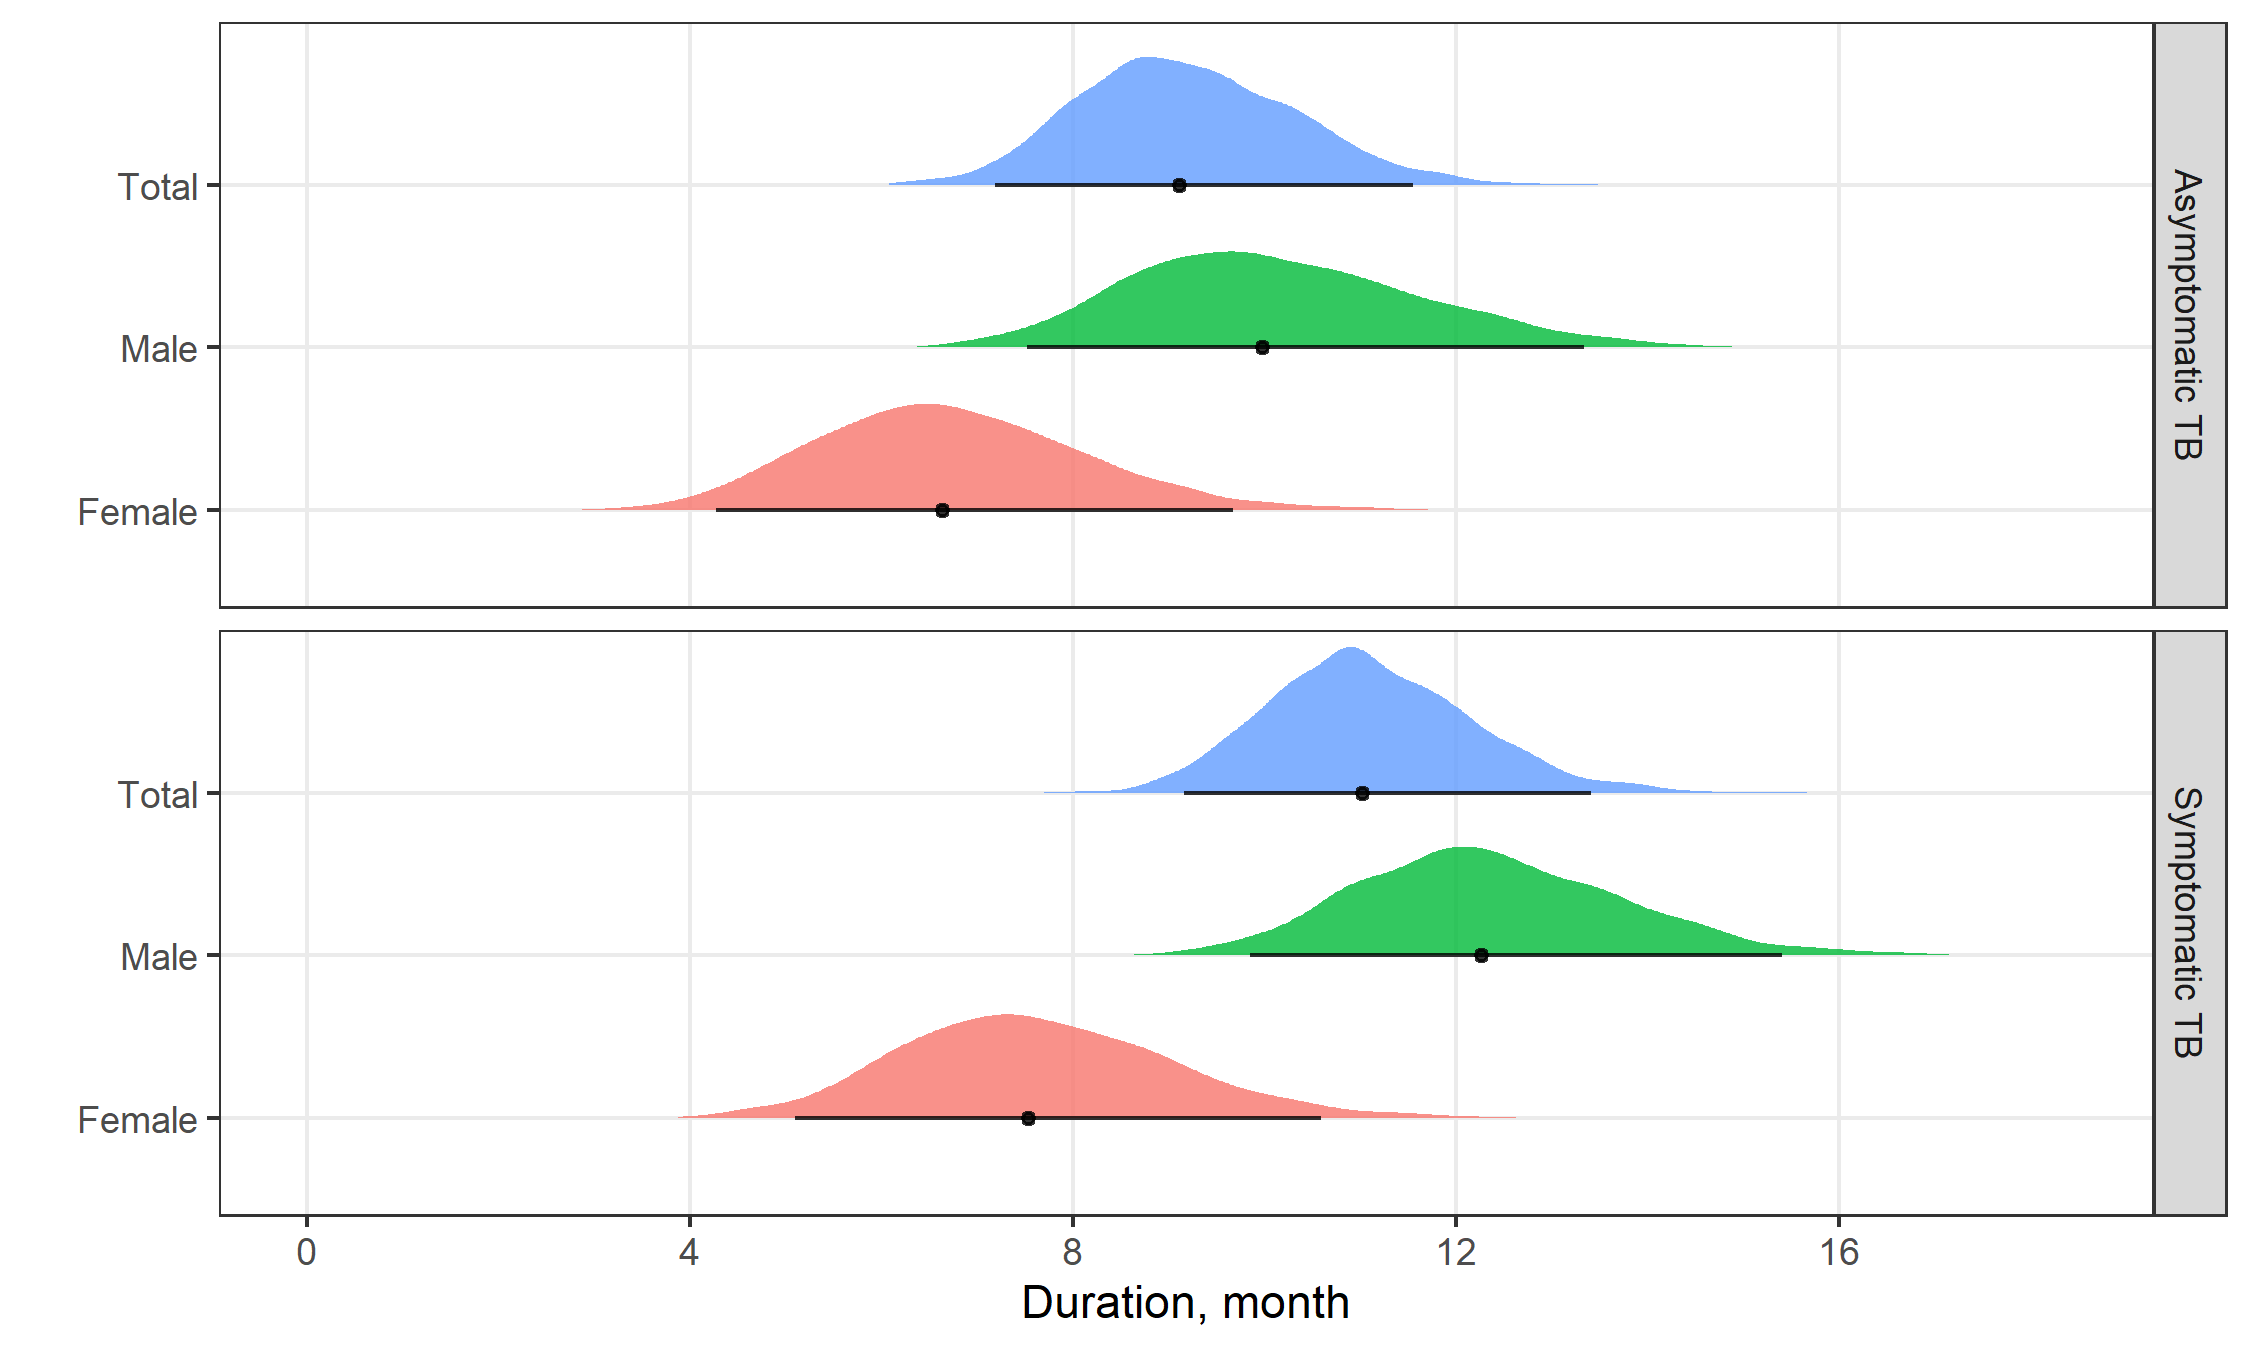 Total
Male
Female
Asymptomatic TB
Total
Male
Female
Symptomatic TB
0 4 8 12 16
Duration, month